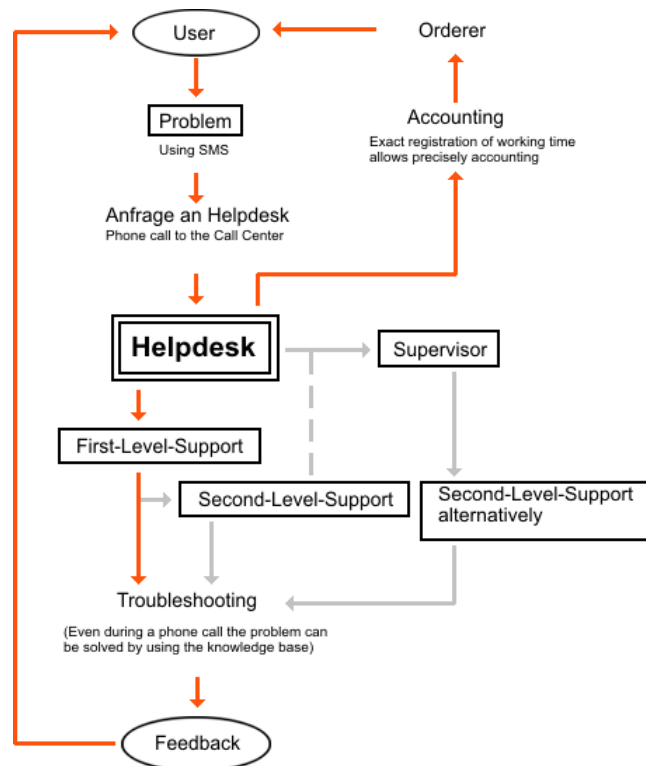 User
Orderer
Problem
Using SMS
Accounting
Exact registration of working time
allows precisely accounting
Anfrage an Helpdesk
Phone call to the Call Center
Helpdesk
Supervisor
First-Level-Support
Second-Level-Support
Second-Level-Support
alternatively
Troubleshooting
(Even during a phone call the problem can
be solved by using the knowledge base)
Feedback